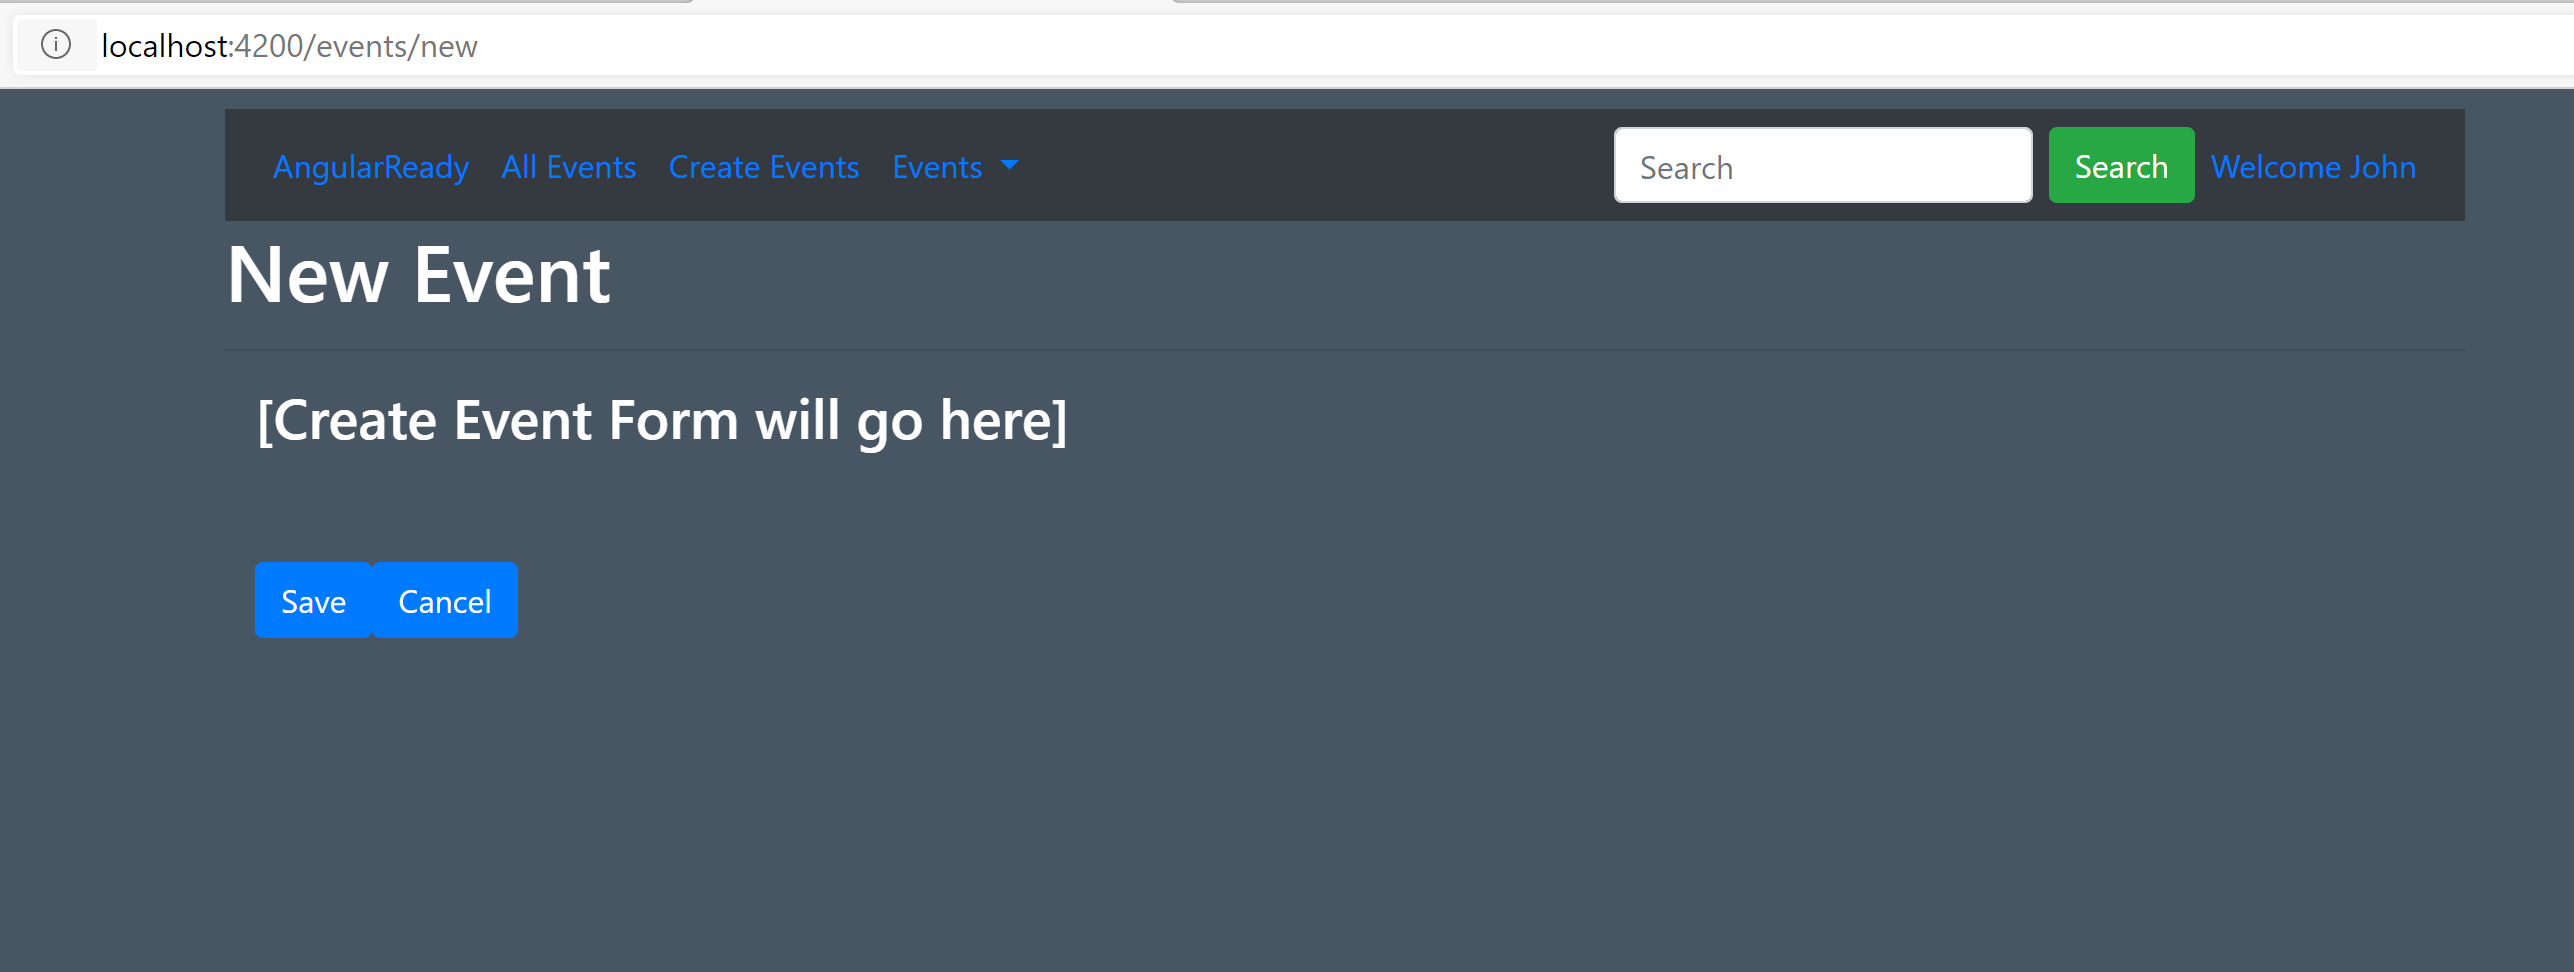 localhost:4200/events/new
AngularReady All Events Create Events Events Search Search Welcome John
New Event
[Create Event Form will go here]
Save Cancel